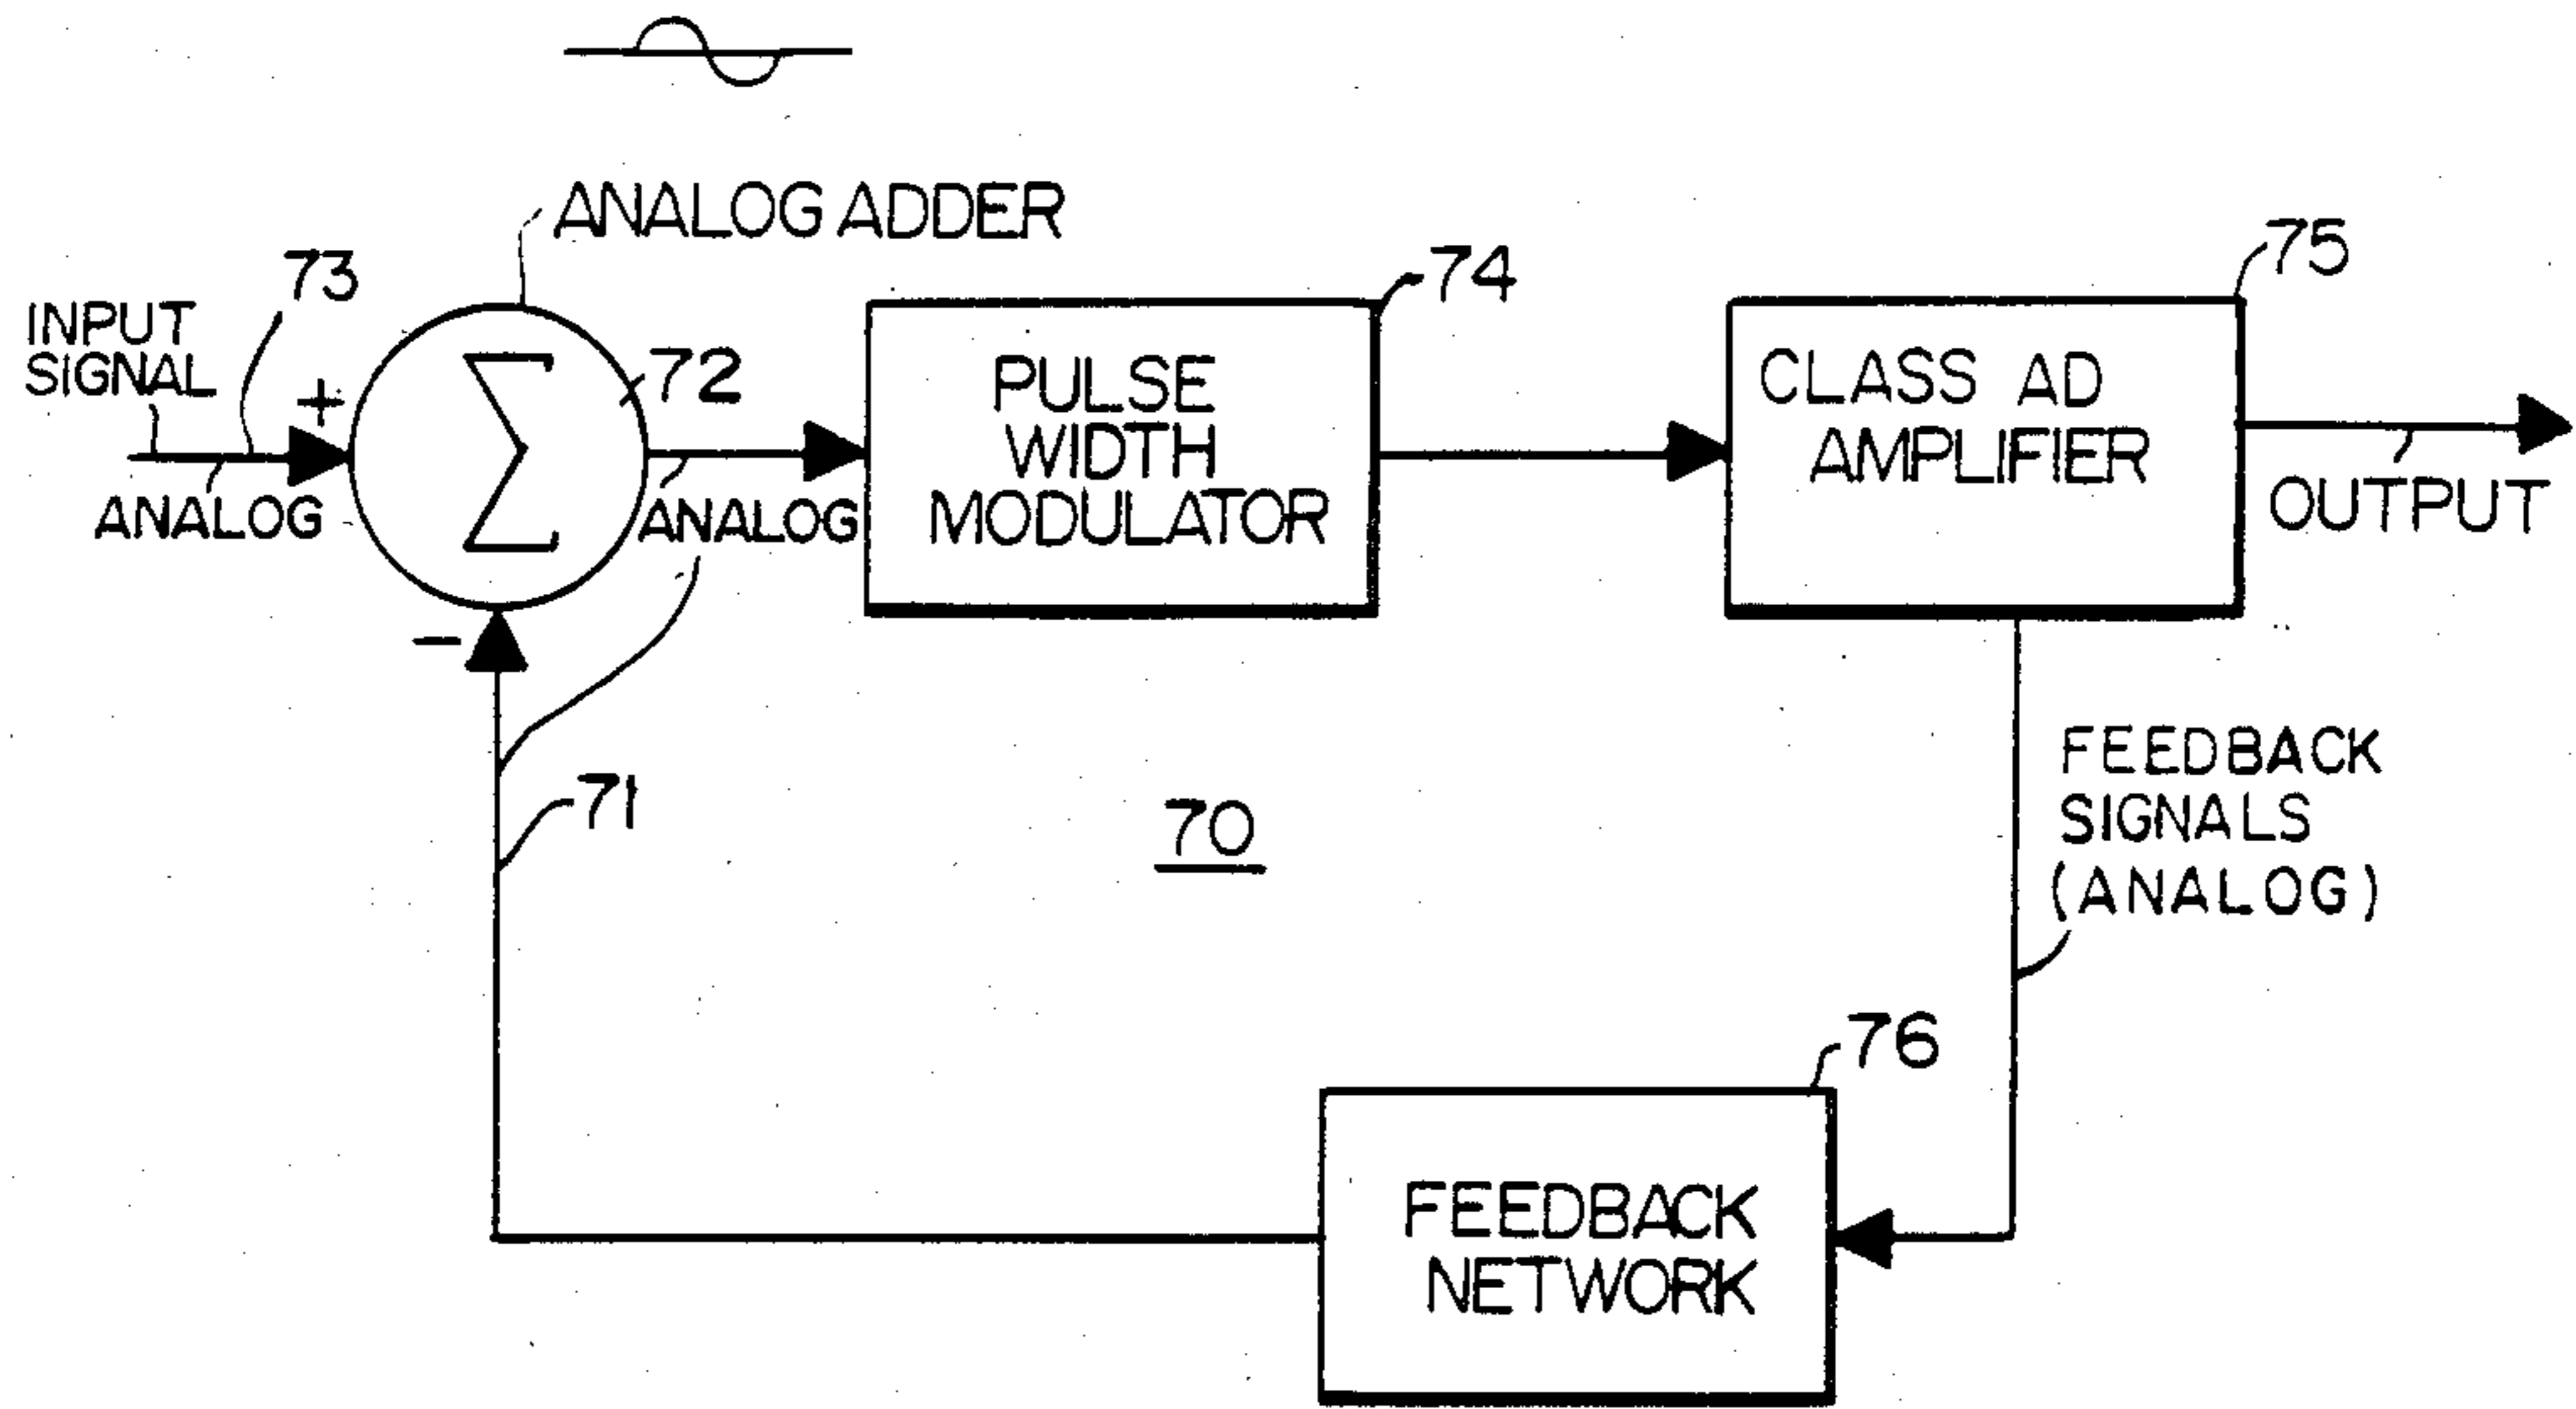 ANALOG ADDER
73
INPUT
SIGNAL
+
ANALOG
Σ
72
ANALOG
−
74
PULSE
WIDTH
MODULATOR
75
CLASS AD
AMPLIFIER
OUTPUT
FEEDBACK
SIGNALS
(ANALOG)
71
70
76
FEEDBACK
NETWORK